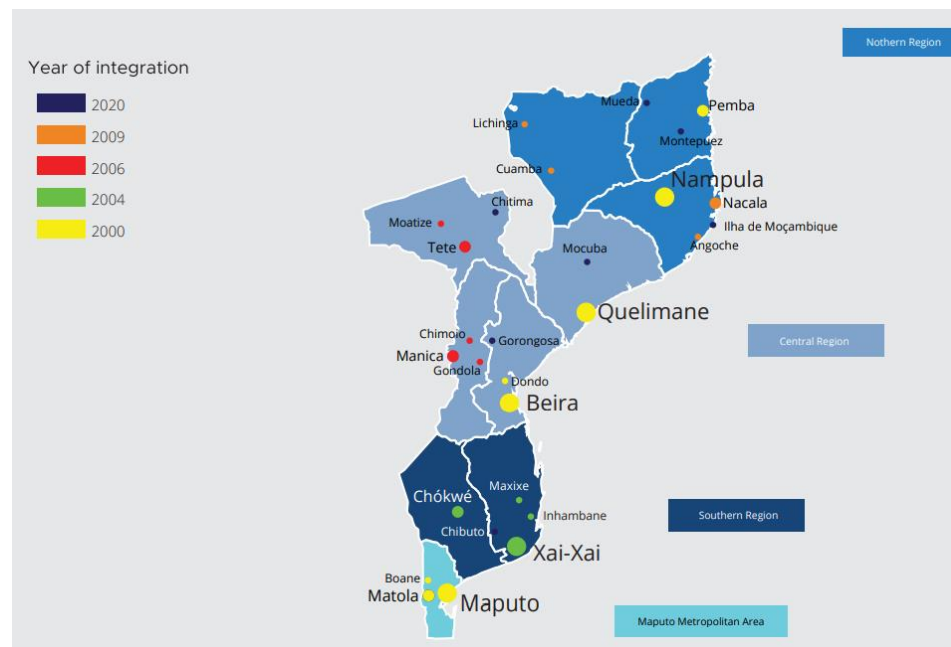 Nothern Region
Year of integration
2020
2009
2006
2004
2000
Mueda
Pemba
Lichinga
Montepuez
Cuamba
Nampula
Chitima
Nacala
Moatize
Ilha de Moçambique
Angoche
Tete
Mocuba
Quelimane
Chimoio
Gorongosa
Central Region
Manica
Gondola
Dondo
Beira
Maxixe
Chókwé
Inhambane
Southern Region
Chibuto
Xai-Xai
Boane
Matola
Maputo
Maputo Metropolitan Area